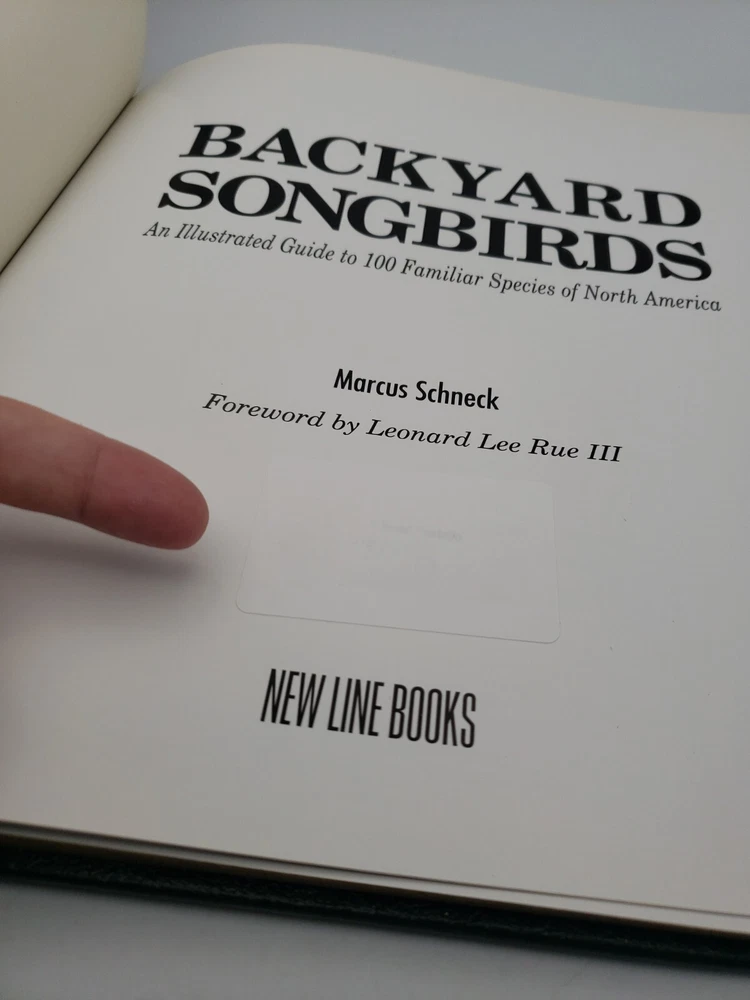 BACKYARD
SONGBIRDS
An Illustrated Guide to 100 Familiar Species of North America
Marcus Schneck
Foreword by Leonard Lee Rue III
NEW LINE BOOKS